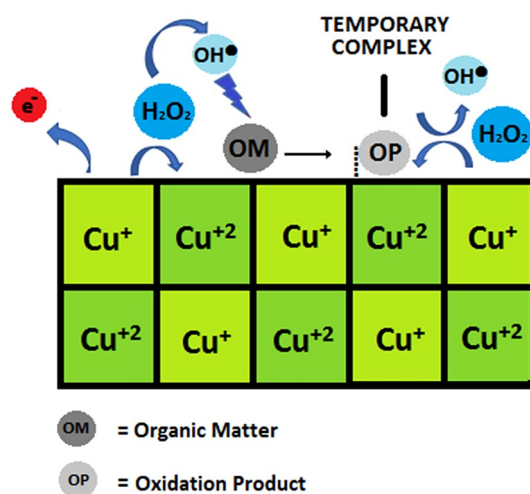 TEMPORARY
COMPLEX
OH●
OH●
e⁻
H₂O₂
H₂O₂
OM
OP
Cu⁺ Cu⁺² Cu⁺ Cu⁺² Cu⁺
Cu⁺² Cu⁺ Cu⁺² Cu⁺ Cu⁺²
OM = Organic Matter
OP = Oxidation Product